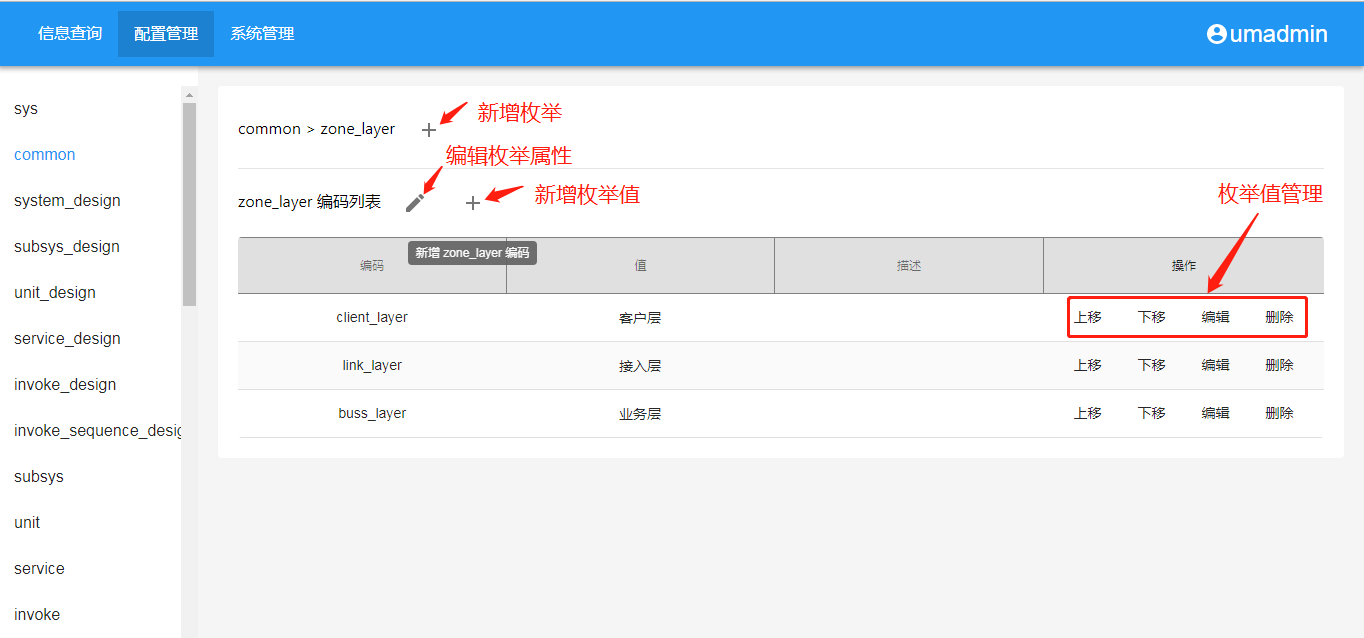 信息查询 配置管理 系统管理 umadmin
sys
common
system_design
subsys_design
unit_design
service_design
invoke_design
invoke_sequence_desig
subsys
unit
service
invoke
common > zone_layer 新增枚举
编辑枚举属性
zone_layer 编码列表 新增枚举值
枚举值管理
新增 zone_layer 编码
编码 值 描述 操作
client_layer 客户层 上移 下移 编辑 删除
link_layer 接入层 上移 下移 编辑 删除
buss_layer 业务层 上移 下移 编辑 删除